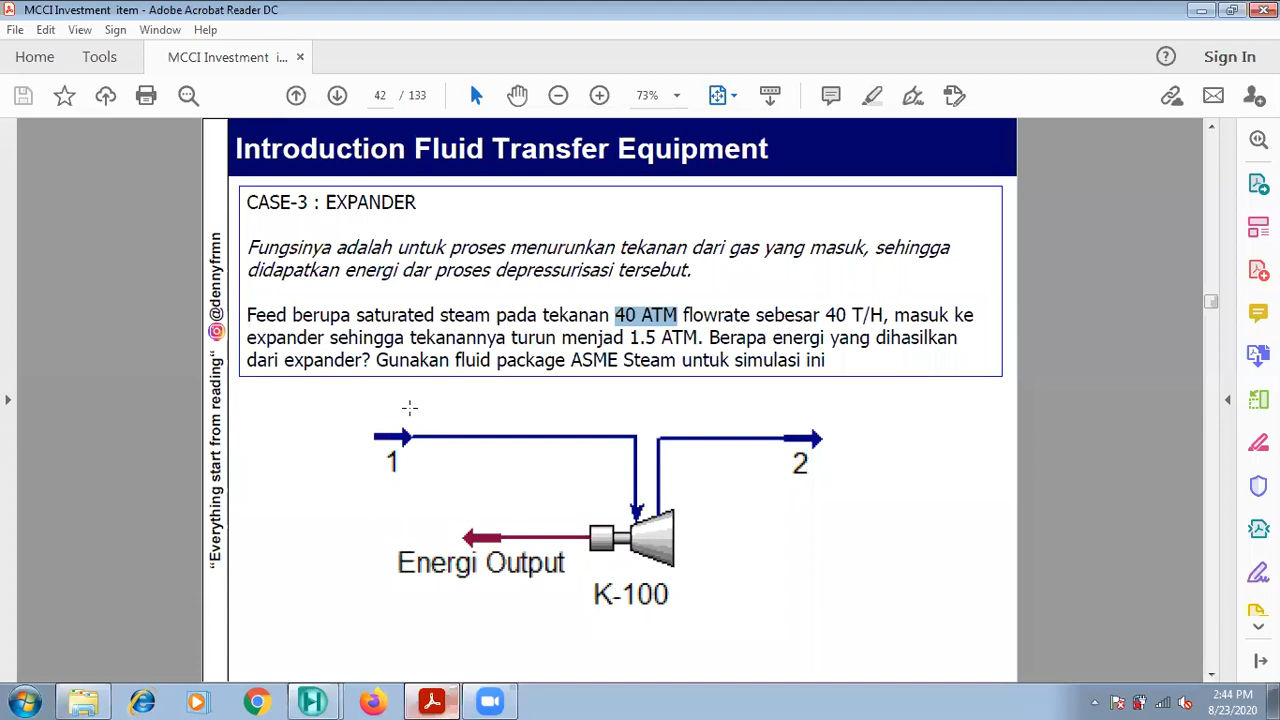 MCCI Investment item - Adobe Acrobat Reader DC
File Edit View Sign Window Help
Home Tools MCCI Investment i... × Sign In
42 / 133 73%
Introduction Fluid Transfer Equipment
CASE-3 : EXPANDER
Fungsinya adalah untuk proses menurunkan tekanan dari gas yang masuk, sehingga
didapatkan energi dar proses depressurisasi tersebut.
Feed berupa saturated steam pada tekanan 40 ATM flowrate sebesar 40 T/H, masuk ke
expander sehingga tekanannya turun menjad 1.5 ATM. Berapa energi yang dihasilkan
dari expander? Gunakan fluid package ASME Steam untuk simulasi ini
"Everything start from reading" @dennyfrmn
1
2
Energi Output
K-100
2:44 PM
8/23/2020